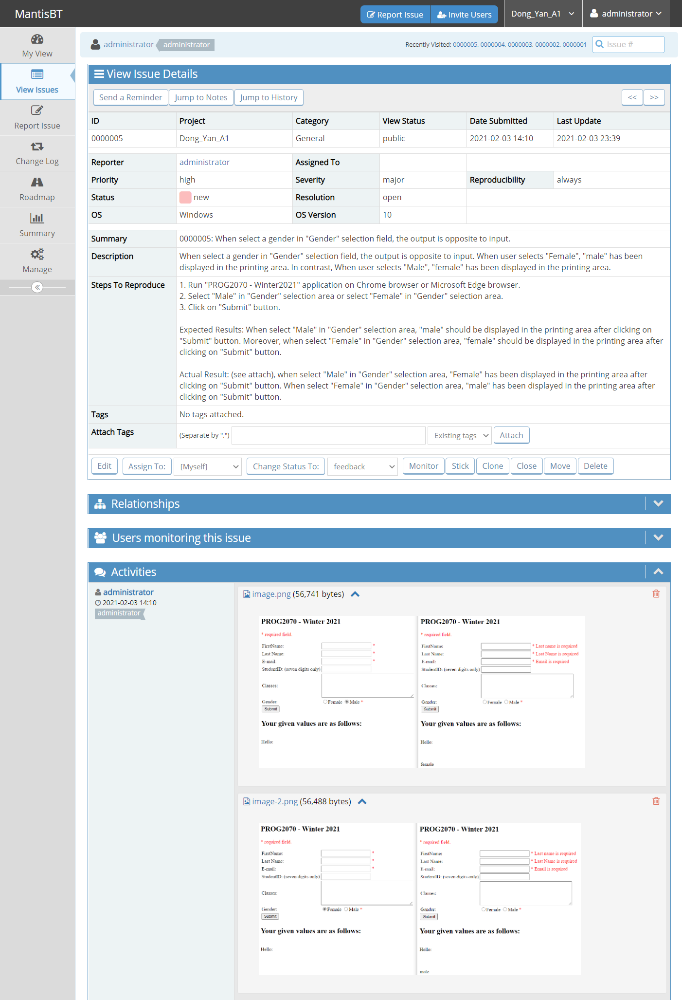 MantisBT
Report Issue
Invite Users
Dong_Yan_A1
administrator
My View
View Issues
Report Issue
Change Log
Roadmap
Summary
Manage
administrator
administrator
Recently Visited: 0000005, 0000004, 0000003, 0000002, 0000001
Issue #
View Issue Details
Send a Reminder
Jump to Notes
Jump to History
<<
>>
ID Project Category View Status Date Submitted Last Update
0000005 Dong_Yan_A1 General public 2021-02-03 14:10 2021-02-03 23:39
Reporter administrator Assigned To
Priority high Severity major Reproducibility always
Status new Resolution open
OS Windows OS Version 10
Summary 0000005: When select a gender in "Gender" selection field, the output is opposite to input.
Description When select a gender in "Gender" selection field, the output is opposite to input. When user selects "Female", "male" has been
displayed in the printing area. In contrast, When user selects "Male", "female" has been displayed in the printing area.
Steps To Reproduce 1. Run "PROG2070 - Winter2021" application on Chrome browser or Microsoft Edge browser.
2. Select "Male" in "Gender" selection area or select "Female" in "Gender" selection area.
3. Click on "Submit" button.
Expected Results: When select "Male" in "Gender" selection area, "male" should be displayed in the printing area after clicking on
"Submit" button. Moreover, when select "Female" in "Gender" selection area, "female" should be displayed in the printing area after
clicking on "Submit" button.
Actual Result: (see attach), when select "Male" in "Gender" selection area, "Female" has been displayed in the printing area after
clicking on "Submit" button. When select "Female" in "Gender" selection area, "male" has been displayed in the printing area after
clicking on "Submit" button.
Tags No tags attached.
Attach Tags (Separate by ",") Existing tags Attach
Edit Assign To: [Myself] Change Status To: feedback Monitor Stick Clone Close Move Delete
Relationships
Users monitoring this issue
Activities
administrator
2021-02-03 14:10
administrator
image.png (56,741 bytes)
PROG2070 - Winter 2021
* required field.
FirstName: *
Last Name: *
E-mail: *
StudentID: (seven digits only)
Classes:
Gender: Female Male *
Submit
Your given values are as follows:
Hello:
PROG2070 - Winter 2021
* required field.
FirstName: * Last name is required
Last Name: * Lsat Name is required
E-mail: * Email is required
StudentID: (seven digits only)
Classes:
Gender: Female Male *
Submit
Your given values are as follows:
Hello:
female
image-2.png (56,488 bytes)
PROG2070 - Winter 2021
* required field.
FirstName: *
Last Name: *
E-mail: *
StudentID: (seven digits only)
Classes:
Gender: Female Male *
Submit
Your given values are as follows:
Hello:
PROG2070 - Winter 2021
* required field.
FirstName: * Last name is required
Last Name: * Lsat Name is required
E-mail: * Email is required
StudentID: (seven digits only)
Classes:
Gender: Female Male *
Submit
Your given values are as follows:
Hello:
male